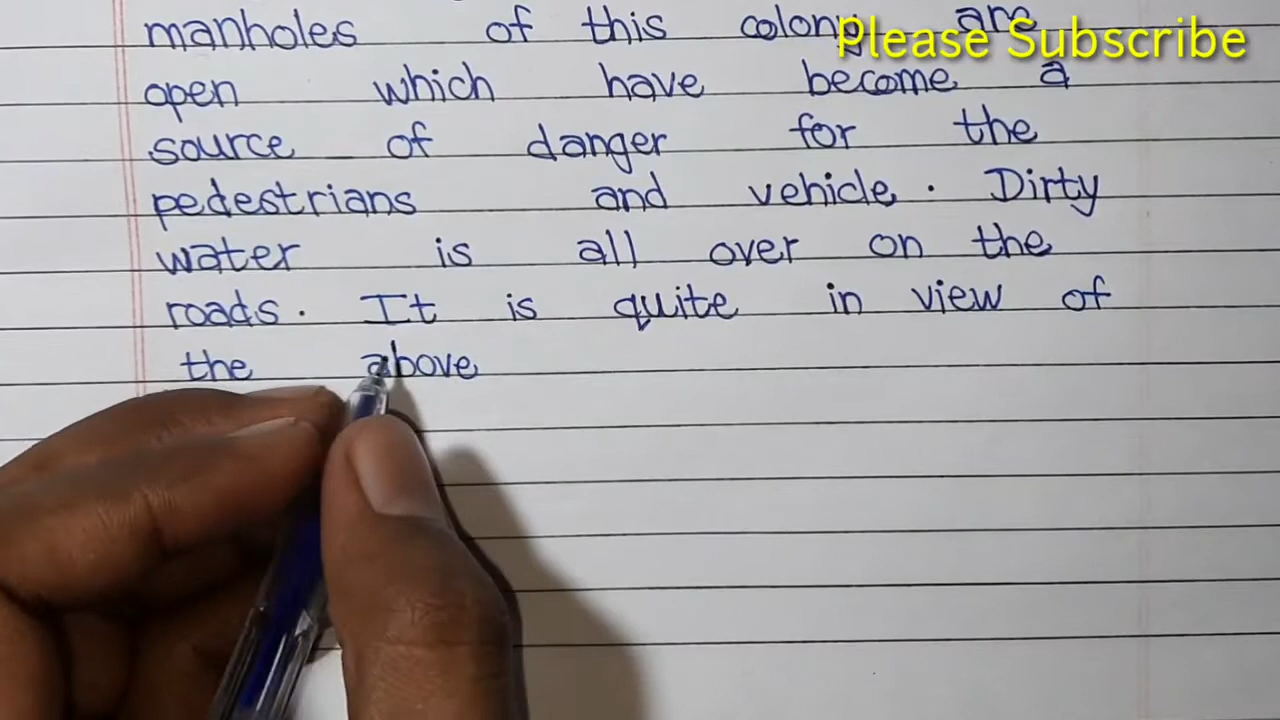 manholes of this colony are
Please Subscribe
open which have become a
source of danger for the
pedestrians and vehicle. Dirty
water is all over on the
roads. It is quite in view of
the above